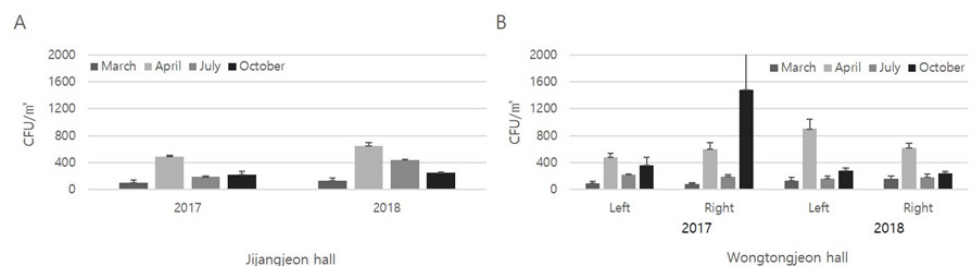 A
CFU/㎥
2000
1600
1200
800
400
0
March April July October
2017 2018
Jijangjeon hall
B
CFU/㎥
2000
1600
1200
800
400
0
March April July October
Left Right Left Right
2017 2018
Wongtongjeon hall